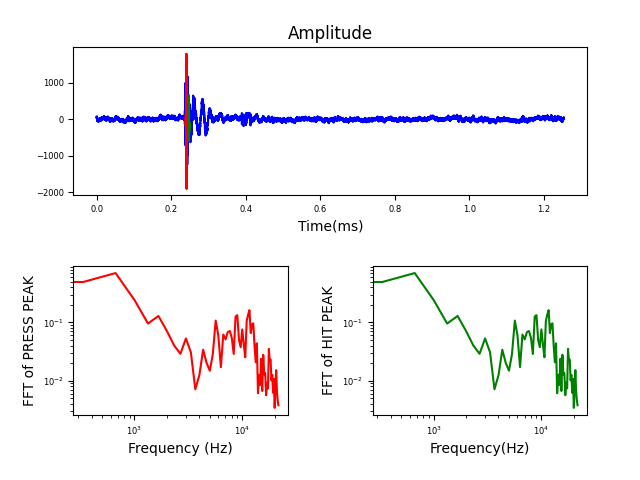 Amplitude
1000
0
−1000
−2000
0.0 0.2 0.4 0.6 0.8 1.0 1.2
Time(ms)
FFT of PRESS PEAK
10⁻¹
10⁻²
10³ 10⁴
Frequency (Hz)
FFT of HIT PEAK
10⁻¹
10⁻²
10³ 10⁴
Frequency(Hz)